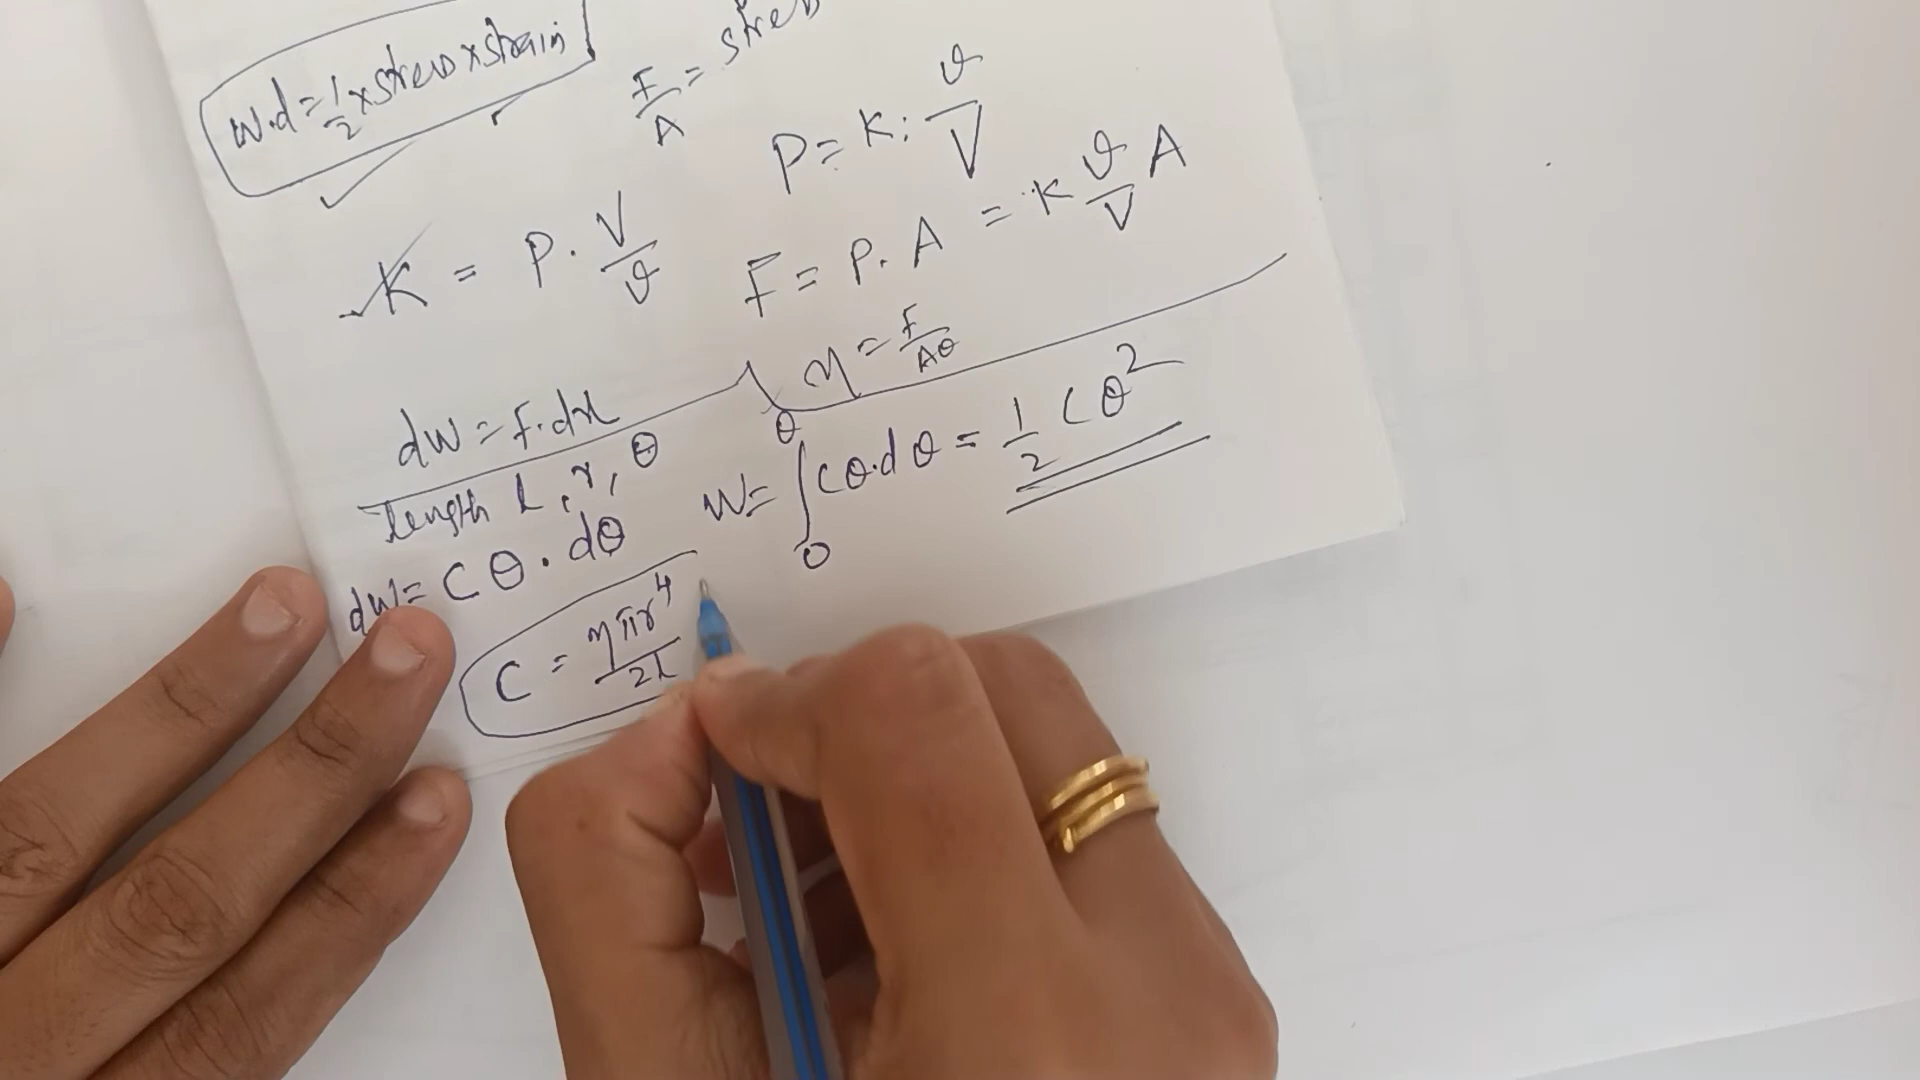 W.d = 1/2 × stress × strain
F/A = stress
P = K · v/V
K = P · V/v
F = P. A = K v/V A
η = F/Aθ
dW = F. dx
length L, r, θ
W = ∫₀^θ Cθ.dθ = 1/2 Cθ²
dW = Cθ . dθ
C = ηπr⁴/2L